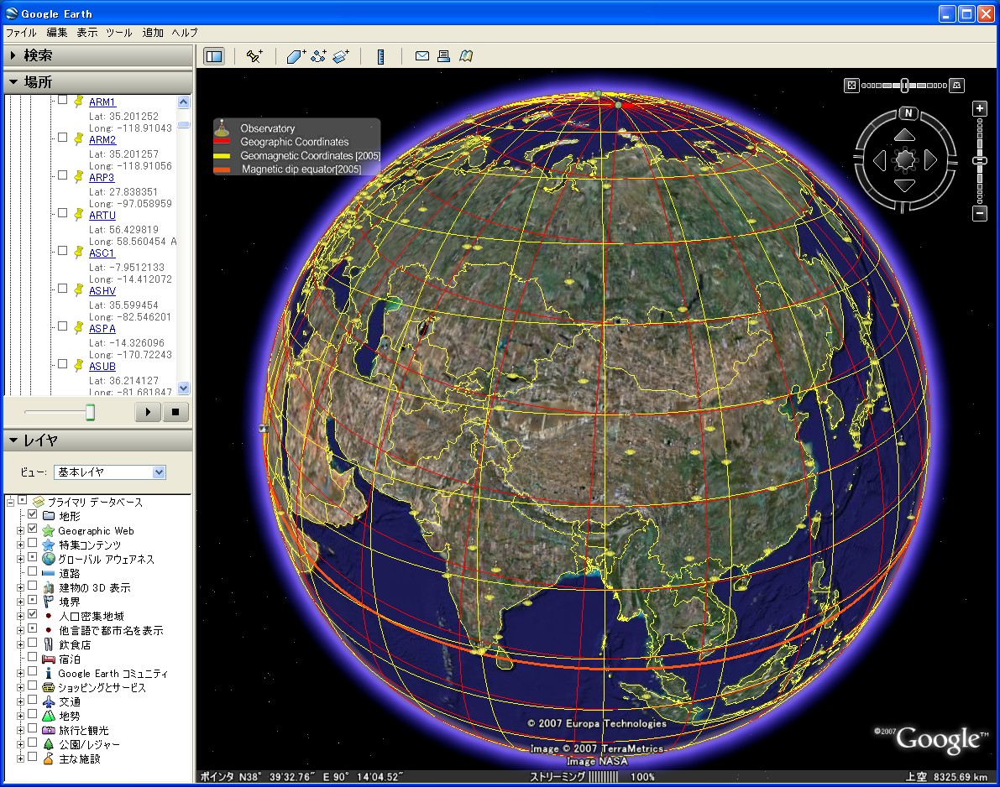 Google Earth
ファイル 編集 表示 ツール 追加 ヘルプ
検索
場所
ARM1
Lat: 35.201252
Long: -118.91043
ARM2
Lat: 35.201257
Long: -118.91056
ARP3
Lat: 27.838351
Long: -97.058959
ARTU
Lat: 56.429819
Long: 58.560454 A
ASC1
Lat: -7.9512133
Long: -14.412072
ASHV
Lat: 35.599454
Long: -82.546201
ASPA
Lat: -14.326096
Long: -170.72243
ASUB
Lat: 36.214127
Long: -81.681847
レイヤ
ビュー: 基本レイヤ
プライマリ データベース
地形
Geographic Web
特集コンテンツ
グローバル アウェアネス
道路
建物の 3D 表示
境界
人口密集地域
他言語で都市名を表示
飲食店
宿泊
Google Earth コミュニティ
ショッピングとサービス
交通
地勢
旅行と観光
公園/レジャー
主な施設
Observatory
Geographic Coordinates
Geomagnetic Coordinates [2005]
Magnetic dip equator[2005]
N
© 2007 Europa Technologies
Image © 2007 TerraMetrics
Image NASA
©2007 Google™
ポインタ N38° 39'32.76" E 90° 14'04.52" ストリーミング |||||||||| 100% 上空 8325.69 km